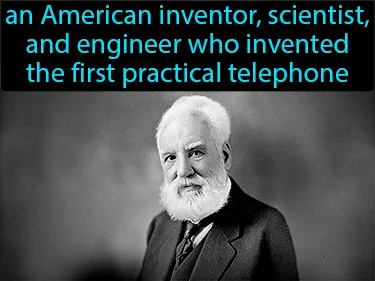 an American inventor, scientist,
and engineer who invented
the first practical telephone